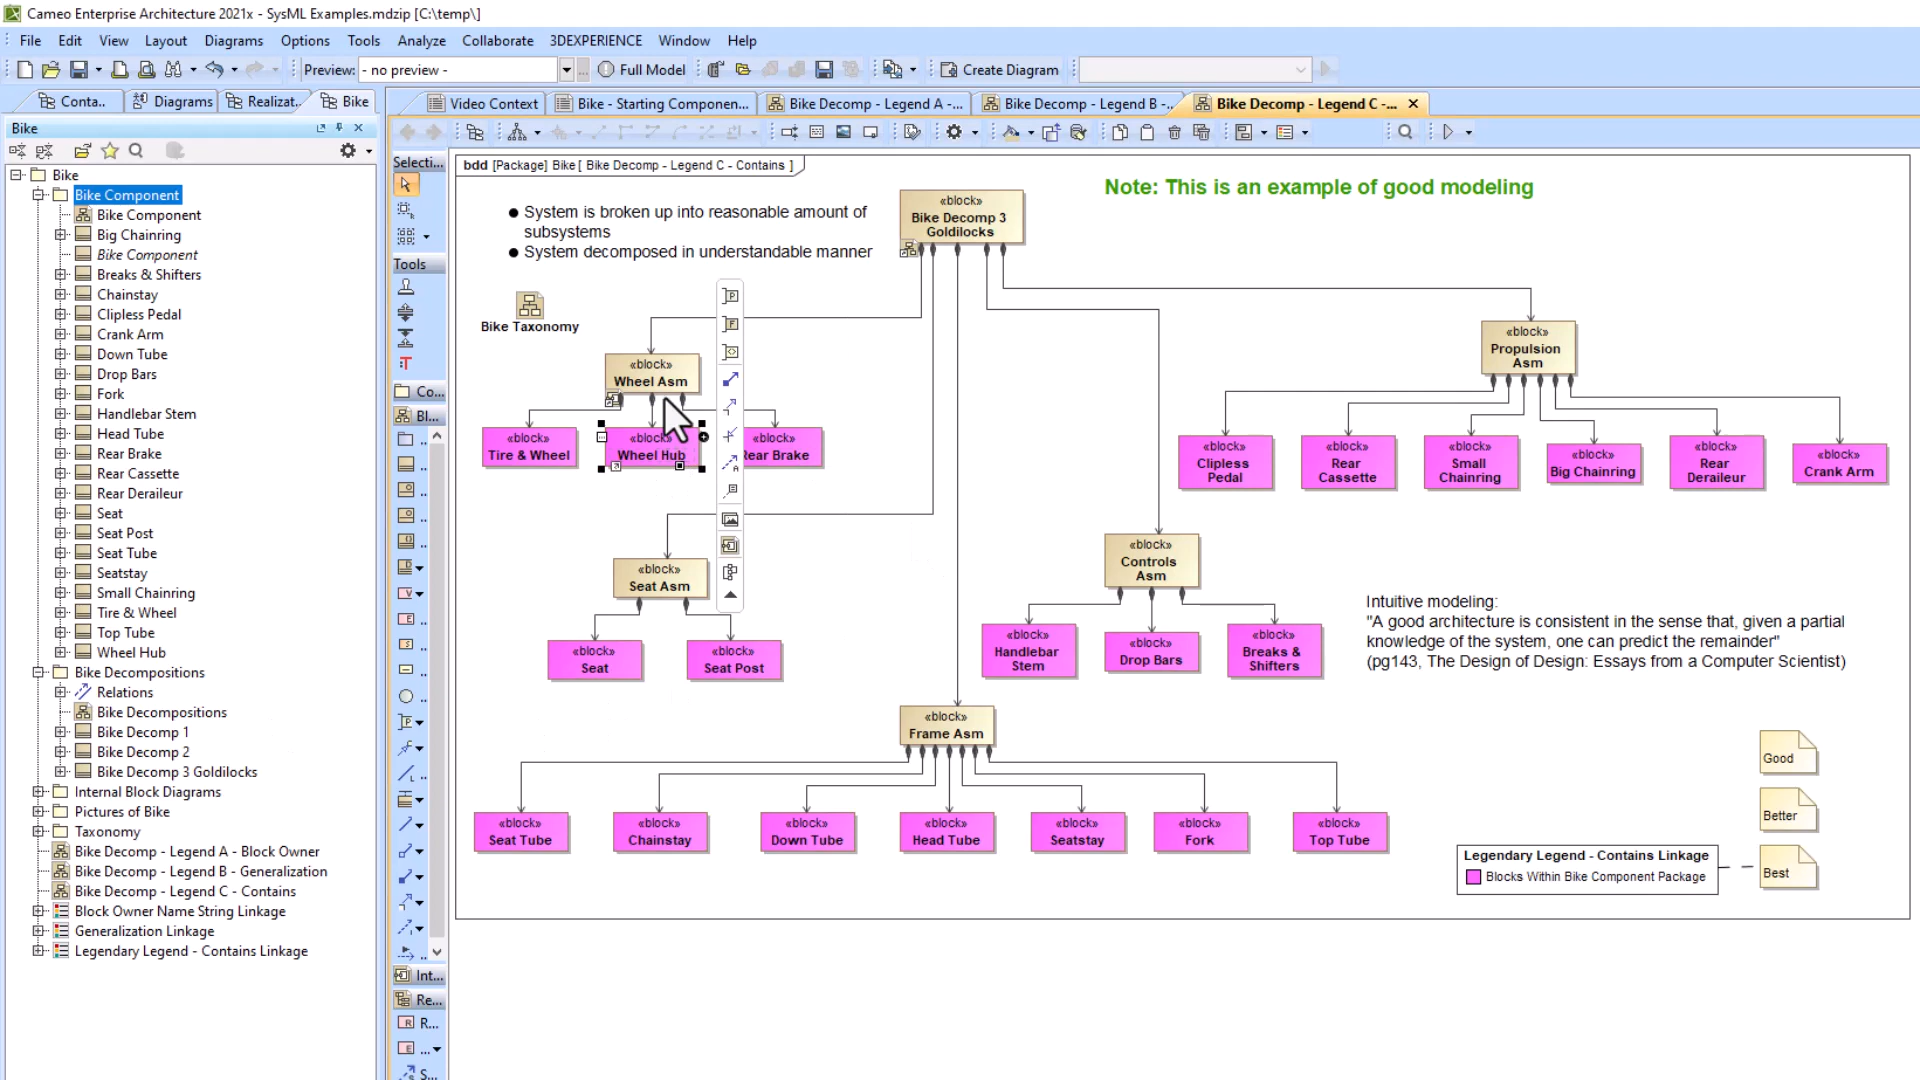 Cameo Enterprise Architecture 2021x - SysML Examples.mdzip [C:\temp\]
File Edit View Layout Diagrams Options Tools Analyze Collaborate 3DEXPERIENCE Window Help
Preview: - no preview - ... Full Model Create Diagram
Conta.. Diagrams Realizat.. Bike
Video Context Bike - Starting Componen... Bike Decomp - Legend A -... Bike Decomp - Legend B -.. Bike Decomp - Legend C -...
Bike
Bike
Bike Component
Bike Component
Big Chainring
Bike Component
Breaks & Shifters
Chainstay
Clipless Pedal
Crank Arm
Down Tube
Drop Bars
Fork
Handlebar Stem
Head Tube
Rear Brake
Rear Cassette
Rear Deraileur
Seat
Seat Post
Seat Tube
Seatstay
Small Chainring
Tire & Wheel
Top Tube
Wheel Hub
Bike Decompositions
Relations
Bike Decompositions
Bike Decomp 1
Bike Decomp 2
Bike Decomp 3 Goldilocks
Internal Block Diagrams
Pictures of Bike
Taxonomy
Bike Decomp - Legend A - Block Owner
Bike Decomp - Legend B - Generalization
Bike Decomp - Legend C - Contains
Block Owner Name String Linkage
Generalization Linkage
Legendary Legend - Contains Linkage
Selecti...
Tools
Co...
Bl...
Int...
Re...
R...
E ...
S...
bdd [Package] Bike [ Bike Decomp - Legend C - Contains ]
Note: This is an example of good modeling
● System is broken up into reasonable amount of
subsystems
● System decomposed in understandable manner
«block»
Bike Decomp 3
Goldilocks
Bike Taxonomy
«block»
Wheel Asm
«block»
Tire & Wheel
«block»
Wheel Hub
«block»
Rear Brake
«block»
Propulsion
Asm
«block»
Clipless
Pedal
«block»
Rear
Cassette
«block»
Small
Chainring
«block»
Big Chainring
«block»
Rear
Deraileur
«block»
Crank Arm
«block»
Seat Asm
«block»
Seat
«block»
Seat Post
«block»
Controls
Asm
«block»
Handlebar
Stem
«block»
Drop Bars
«block»
Breaks &
Shifters
Intuitive modeling:
"A good architecture is consistent in the sense that, given a partial
knowledge of the system, one can predict the remainder"
(pg143, The Design of Design: Essays from a Computer Scientist)
«block»
Frame Asm
«block»
Seat Tube
«block»
Chainstay
«block»
Down Tube
«block»
Head Tube
«block»
Seatstay
«block»
Fork
«block»
Top Tube
Good
Better
Best
Legendary Legend - Contains Linkage
Blocks Within Bike Component Package